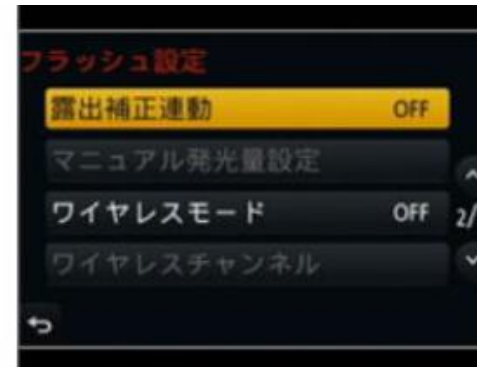 フラッシュ設定
露出補正連動 OFF
マニュアル発光量設定
ワイヤレスモード OFF
2/
ワイヤレスチャンネル